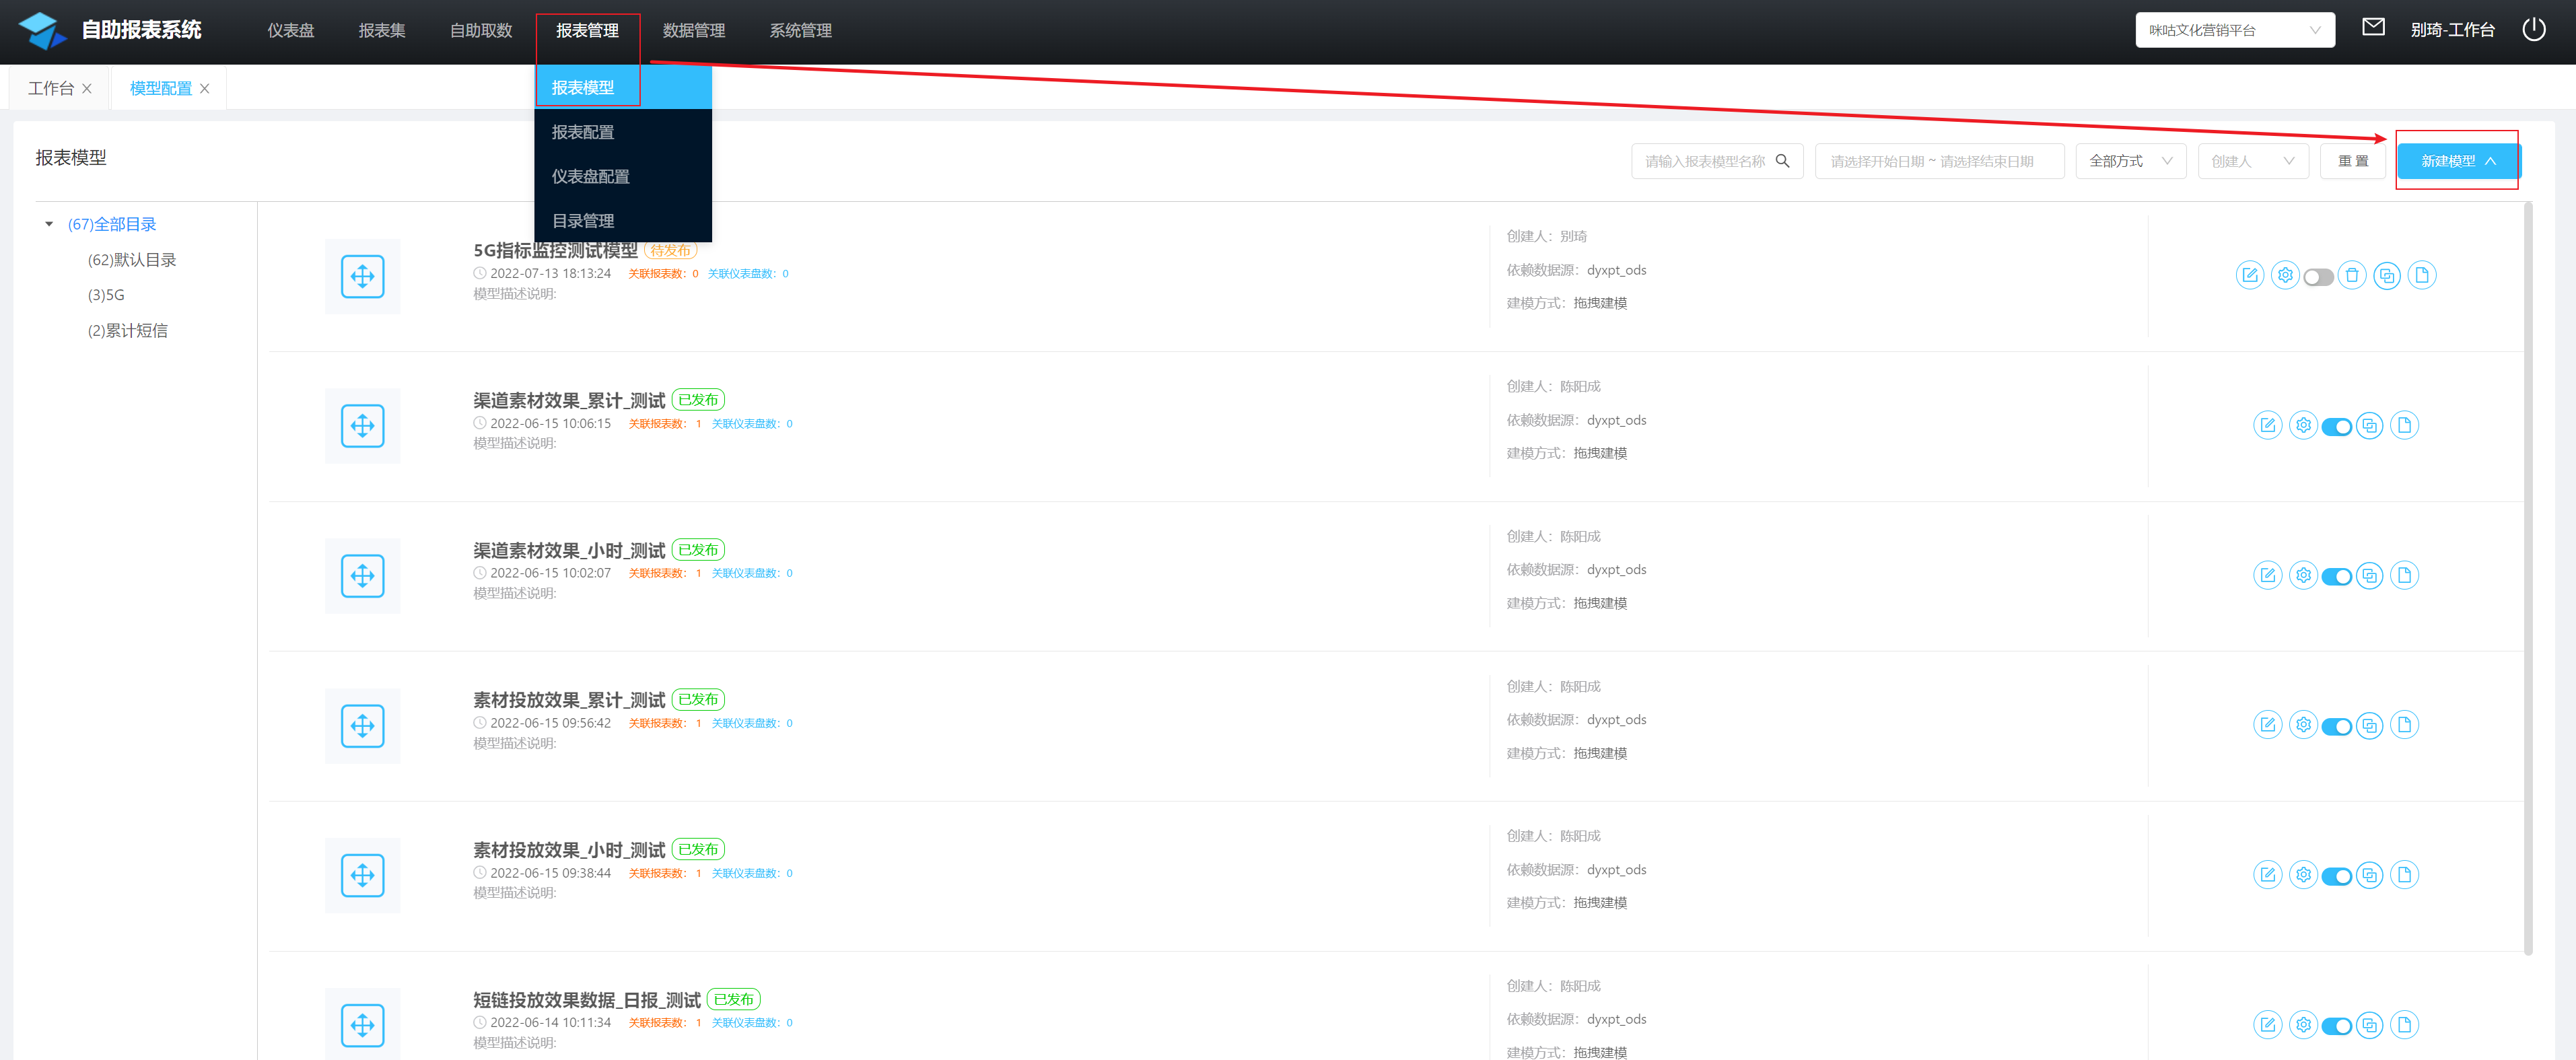 自助报表系统 仪表盘 报表集 自助取数 报表管理 数据管理 系统管理 咪咕文化营销平台 别琦-工作台
工作台 模型配置
报表模型
报表配置
仪表盘配置
目录管理
报表模型 请输入报表模型名称 请选择开始日期 ~ 请选择结束日期 全部方式 创建人 重 置 新建模型
(67)全部目录
(62)默认目录
(3)5G
(2)累计短信
5G指标监控测试模型 待发布
2022-07-13 18:13:24 关联报表数：0 关联仪表盘数：0
模型描述说明:
创建人：别琦
依赖数据源：dyxpt_ods
建模方式：拖拽建模
渠道素材效果_累计_测试 已发布
2022-06-15 10:06:15 关联报表数：1 关联仪表盘数：0
模型描述说明:
创建人：陈阳成
依赖数据源：dyxpt_ods
建模方式：拖拽建模
渠道素材效果_小时_测试 已发布
2022-06-15 10:02:07 关联报表数：1 关联仪表盘数：0
模型描述说明:
创建人：陈阳成
依赖数据源：dyxpt_ods
建模方式：拖拽建模
素材投放效果_累计_测试 已发布
2022-06-15 09:56:42 关联报表数：1 关联仪表盘数：0
模型描述说明:
创建人：陈阳成
依赖数据源：dyxpt_ods
建模方式：拖拽建模
素材投放效果_小时_测试 已发布
2022-06-15 09:38:44 关联报表数：1 关联仪表盘数：0
模型描述说明:
创建人：陈阳成
依赖数据源：dyxpt_ods
建模方式：拖拽建模
短链投放效果数据_日报_测试 已发布
2022-06-14 10:11:34 关联报表数：1 关联仪表盘数：0
模型描述说明:
创建人：陈阳成
依赖数据源：dyxpt_ods
建模方式：拖拽建模